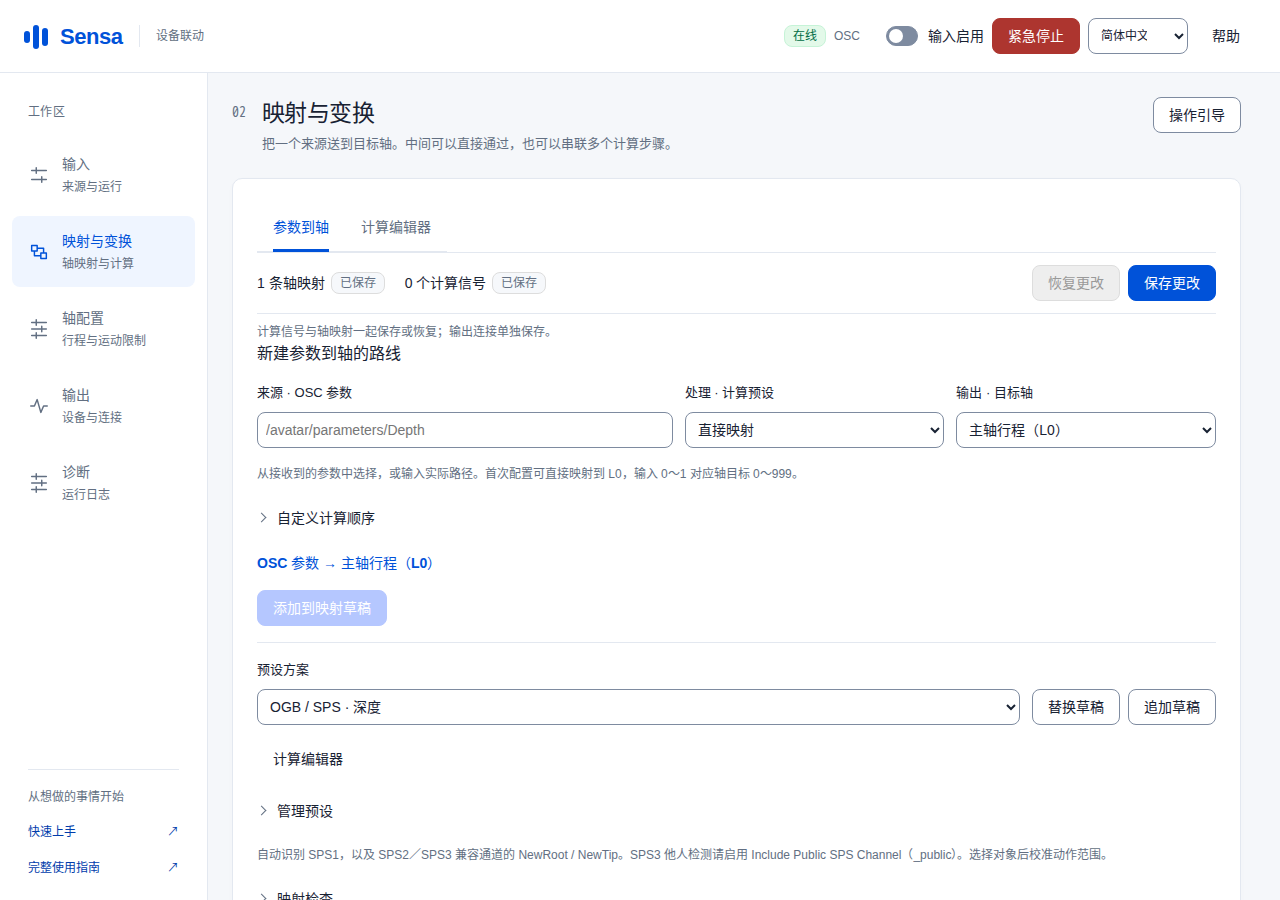 Sensa
设备联动
在线 OSC
输入启用
紧急停止
简体中文
帮助
工作区
输入
来源与运行
映射与变换
轴映射与计算
轴配置
行程与运动限制
输出
设备与连接
诊断
运行日志
从想做的事情开始
快速上手 ↗
完整使用指南 ↗
02 映射与变换
把一个来源送到目标轴。中间可以直接通过，也可以串联多个计算步骤。
操作引导
参数到轴 计算编辑器
1 条轴映射 已保存 0 个计算信号 已保存
恢复更改 保存更改
计算信号与轴映射一起保存或恢复；输出连接单独保存。
新建参数到轴的路线
来源 · OSC 参数 处理 · 计算预设 输出 · 目标轴
/avatar/parameters/Depth 直接映射 主轴行程（L0）
从接收到的参数中选择，或输入实际路径。首次配置可直接映射到 L0，输入 0～1 对应轴目标 0～999。
自定义计算顺序
OSC 参数 → 主轴行程（L0）
添加到映射草稿
预设方案
OGB / SPS · 深度 替换草稿 追加草稿
计算编辑器
管理预设
自动识别 SPS1，以及 SPS2／SPS3 兼容通道的 NewRoot / NewTip。SPS3 他人检测请启用 Include Public SPS Channel（_public）。选择对象后校准动作范围。
映射检查